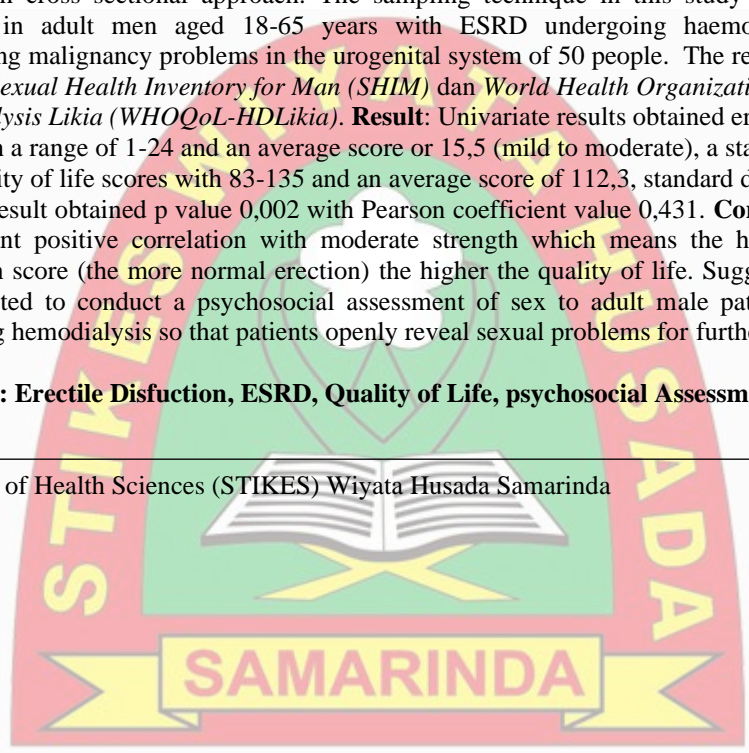 cross sectional approach. The sampling technique in this study
in adult men aged 18-65 years with ESRD undergoing haemo
ng malignancy problems in the urogenital system of 50 people. The re
exual Health Inventory for Man (SHIM) dan World Health Organizati
lysis Likia (WHOQoL-HDLikia). Result: Univariate results obtained er
a range of 1-24 and an average score or 15,5 (mild to moderate), a sta
ity of life scores with 83-135 and an average score of 112,3, standard d
esult obtained p value 0,002 with Pearson coefficient value 0,431. Con
nt positive correlation with moderate strength which means the h
n score (the more normal erection) the higher the quality of life. Sugg
ted to conduct a psychosocial assessment of sex to adult male pat
g hemodialysis so that patients openly reveal sexual problems for furthe
: Erectile Disfuction, ESRD, Quality of Life, psychosocial Assessm
of Health Sciences (STIKES) Wiyata Husada Samarinda
STIKES WIYATA HUSADA
SAMARINDA